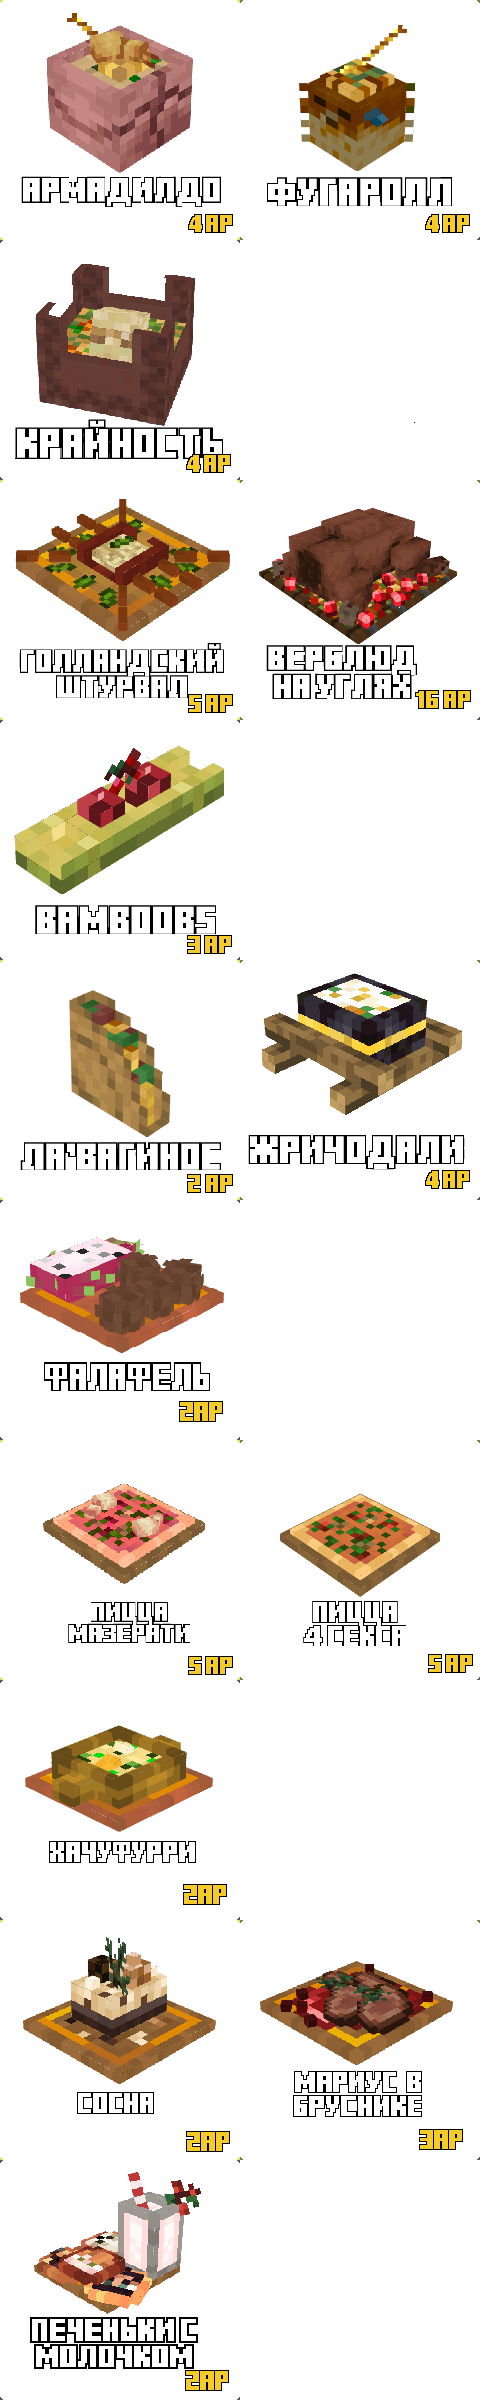 АРМАДИЛДО
4 АР
ФУГАРОЛЛ
4 АР
КРАЙНОСТЬ
4 АР
ГОЛЛАНДСКИЙ
ШТУРВАЛ
5 АР
ВЕРБЛЮД
НА УГЛЯХ
16 АР
BAMBOOBS
3 АР
ЛА'ВАГИНОС
2 АР
ЖРИЧОДАЛИ
4 АР
ФАЛАФЕЛЬ
2АР
ПИЦЦА
МАЗЕРАТИ
5 АР
ПИЦЦА
4 СЕКСА
5 АР
ХАЧУФУРРИ
2АР
СОСНА
2АР
МАРИУС В
БРУСНИКЕ
3АР
ПЕЧЕНЬКИ С
МОЛОЧКОМ
2АР